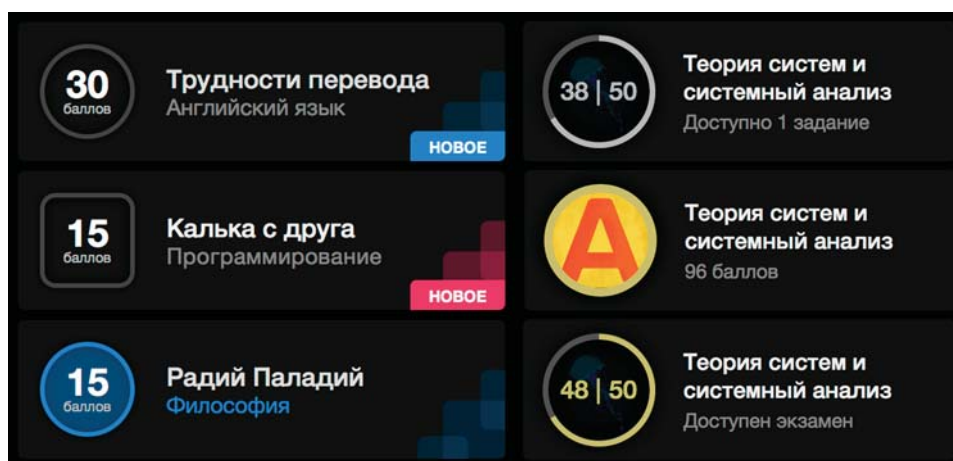 30
баллов
Трудности перевода
Английский язык
НОВОЕ
15
баллов
Калька с друга
Программирование
НОВОЕ
15
баллов
Радий Паладий
Философия
38 | 50
Теория систем и
системный анализ
Доступно 1 задание
А
Теория систем и
системный анализ
96 баллов
48 | 50
Теория систем и
системный анализ
Доступен экзамен